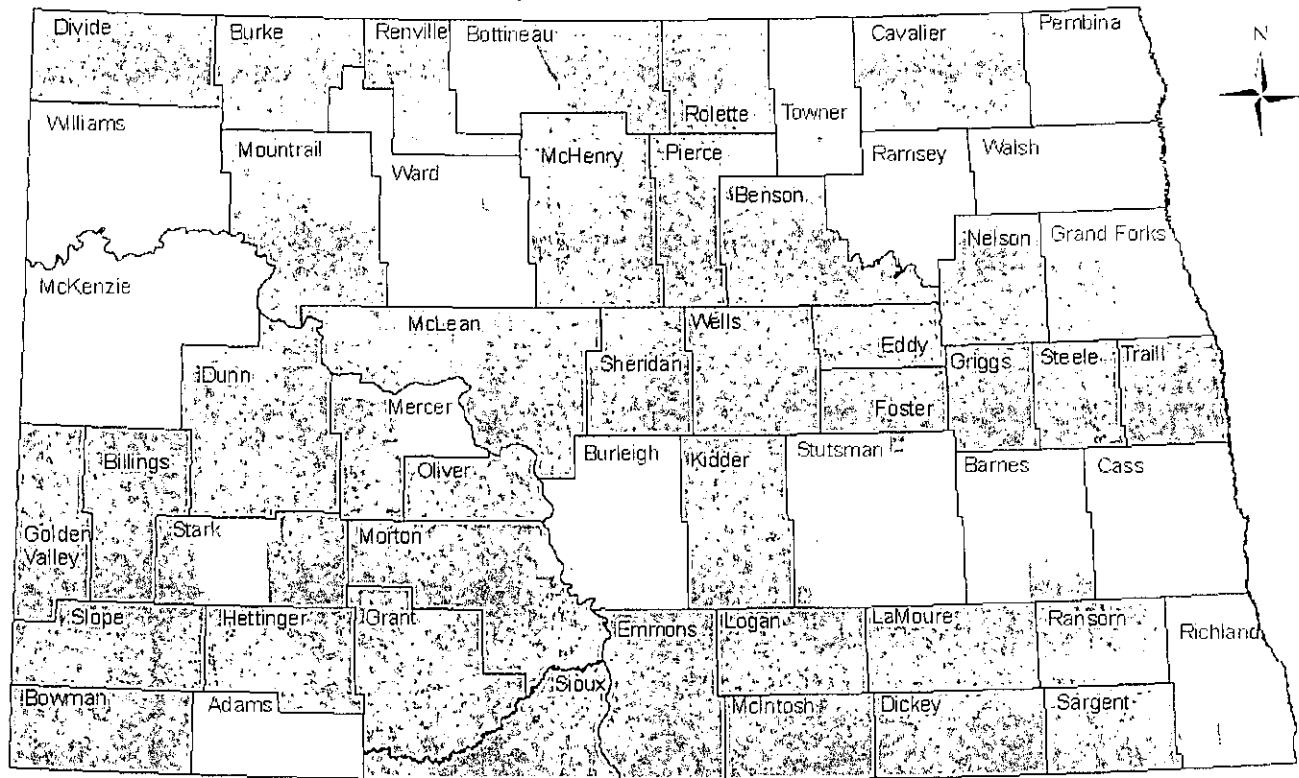 Divide
Burke
Renville
Bottineau
Cavalier
Pembina
N
Rolette
Towner
Williams
Mountrail
Ward
McHenry
Pierce
Ramsey
Walsh
Benson
Nelson
Grand Forks
McKenzie
McLean
Sheridan
Wells
Eddy
Griggs
Steele
Traill
Dunn
Mercer
Foster
Billings
Oliver
Burleigh
Kidder
Stutsman
Barnes
Cass
Golden
Valley
Stark
Morton
Slope
Hettinger
Grant
Emmons
Logan
LaMoure
Ransom
Richland
Bowman
Adams
Sioux
McIntosh
Dickey
Sargent